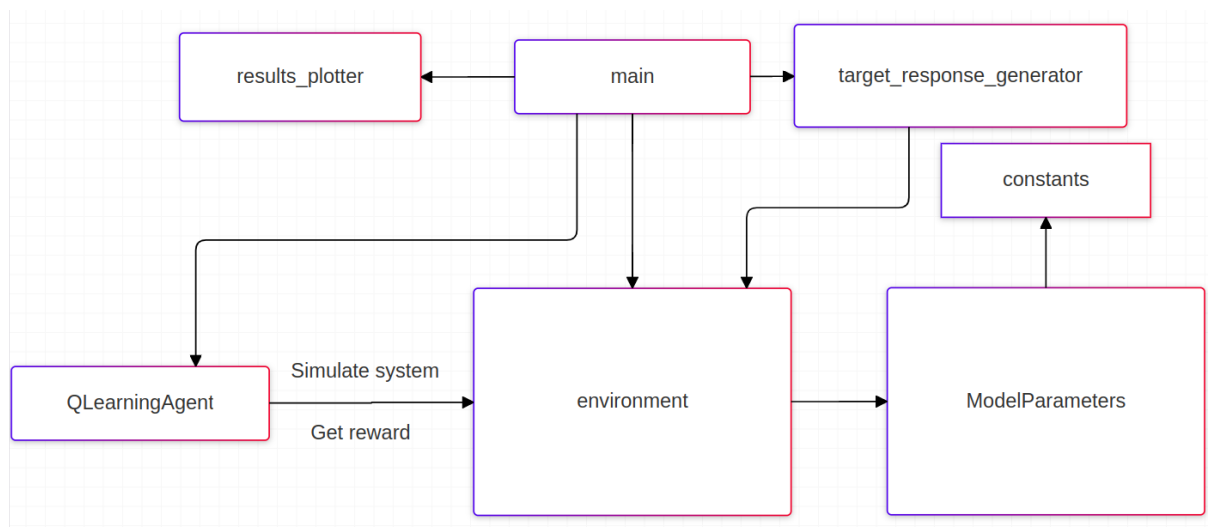 results_plotter
main
target_response_generator
constants
Simulate system
QLearningAgent
Get reward
environment
ModelParameters